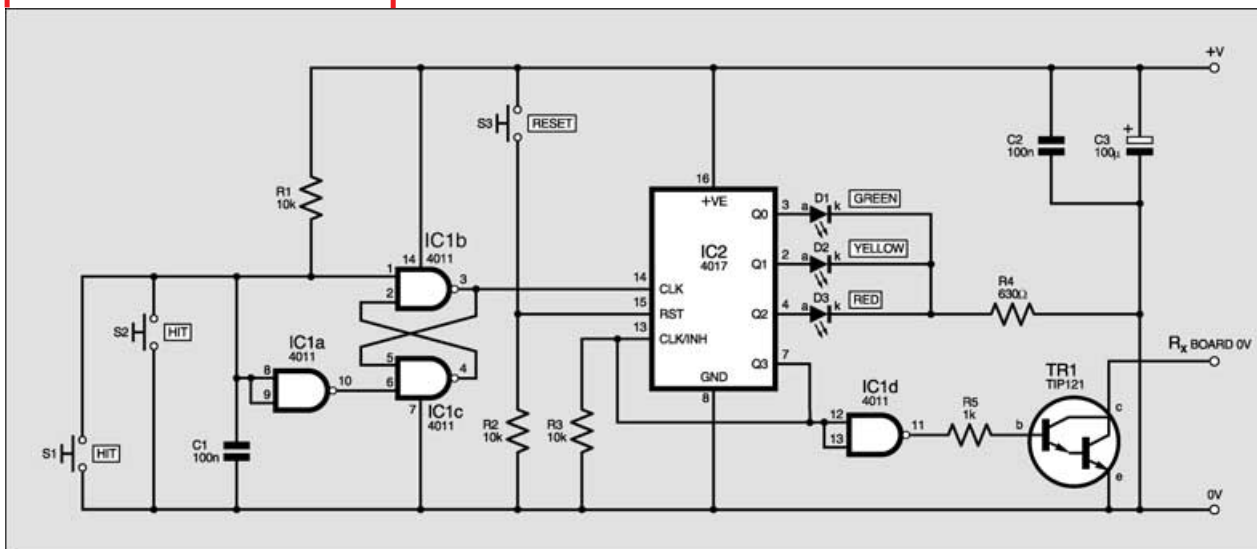 +V
S3
RESET
C2
100n
+
C3
100µ
R1
10k
16
+VE
IC2
4017
Q0
3
a
D1
k
GREEN
Q1
2
a
D2
k
YELLOW
Q2
4
a
D3
k
RED
14
CLK
15
RST
13
CLK/INH
Q3
7
GND
8
R4
630Ω
IC1b
4011
14
1
2
3
S2
HIT
IC1a
4011
8
9
10
5
6
4
7
IC1c
4011
S1
HIT
C1
100n
R2
10k
R3
10k
IC1d
4011
12
13
11
R5
1k
TR1
TIP121
b
c
e
Rx BOARD 0V
0V